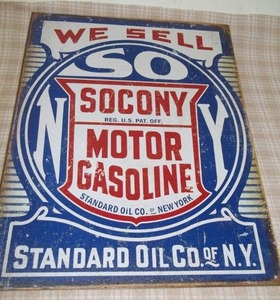 WE SELL
SO
N Y
SOCONY
REG. U.S. PAT. OFF.
MOTOR
GASOLINE
STANDARD OIL CO. OF NEW YORK
STANDARD OIL CO. OF N.Y.